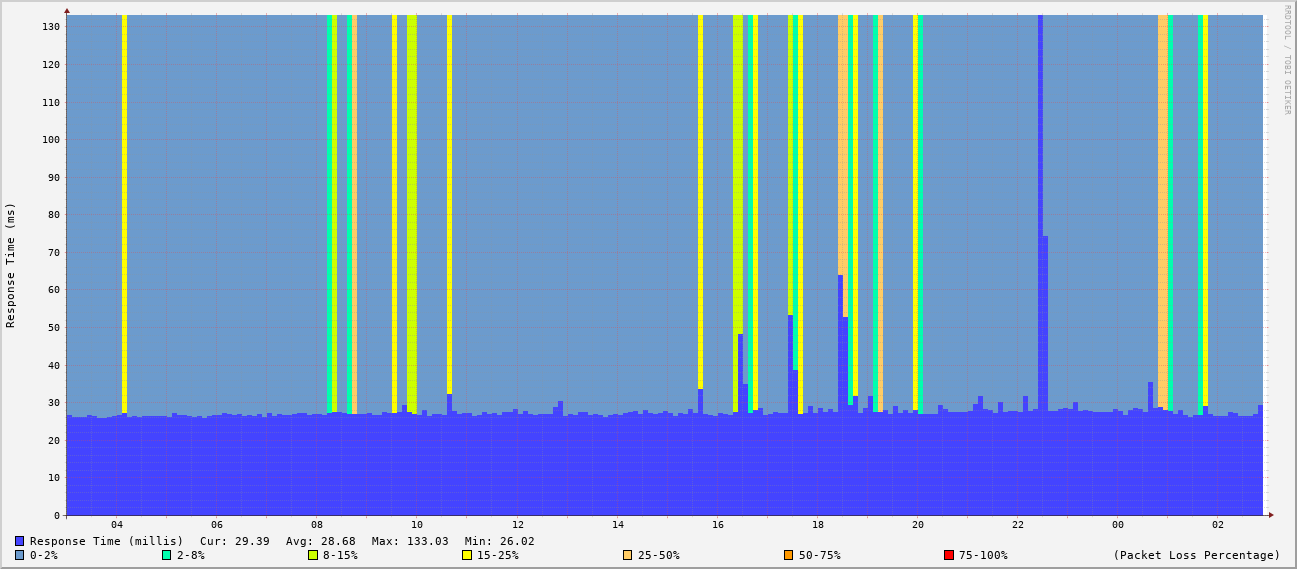 RRDTOOL / TOBI OETIKER
Response Time (ms)
130
120
110
100
90
80
70
60
50
40
30
20
10
0
04 06 08 10 12 14 16 18 20 22 00 02
Response Time (millis) Cur: 29.39 Avg: 28.68 Max: 133.03 Min: 26.02
0-2% 2-8% 8-15% 15-25% 25-50% 50-75% 75-100% (Packet Loss Percentage)